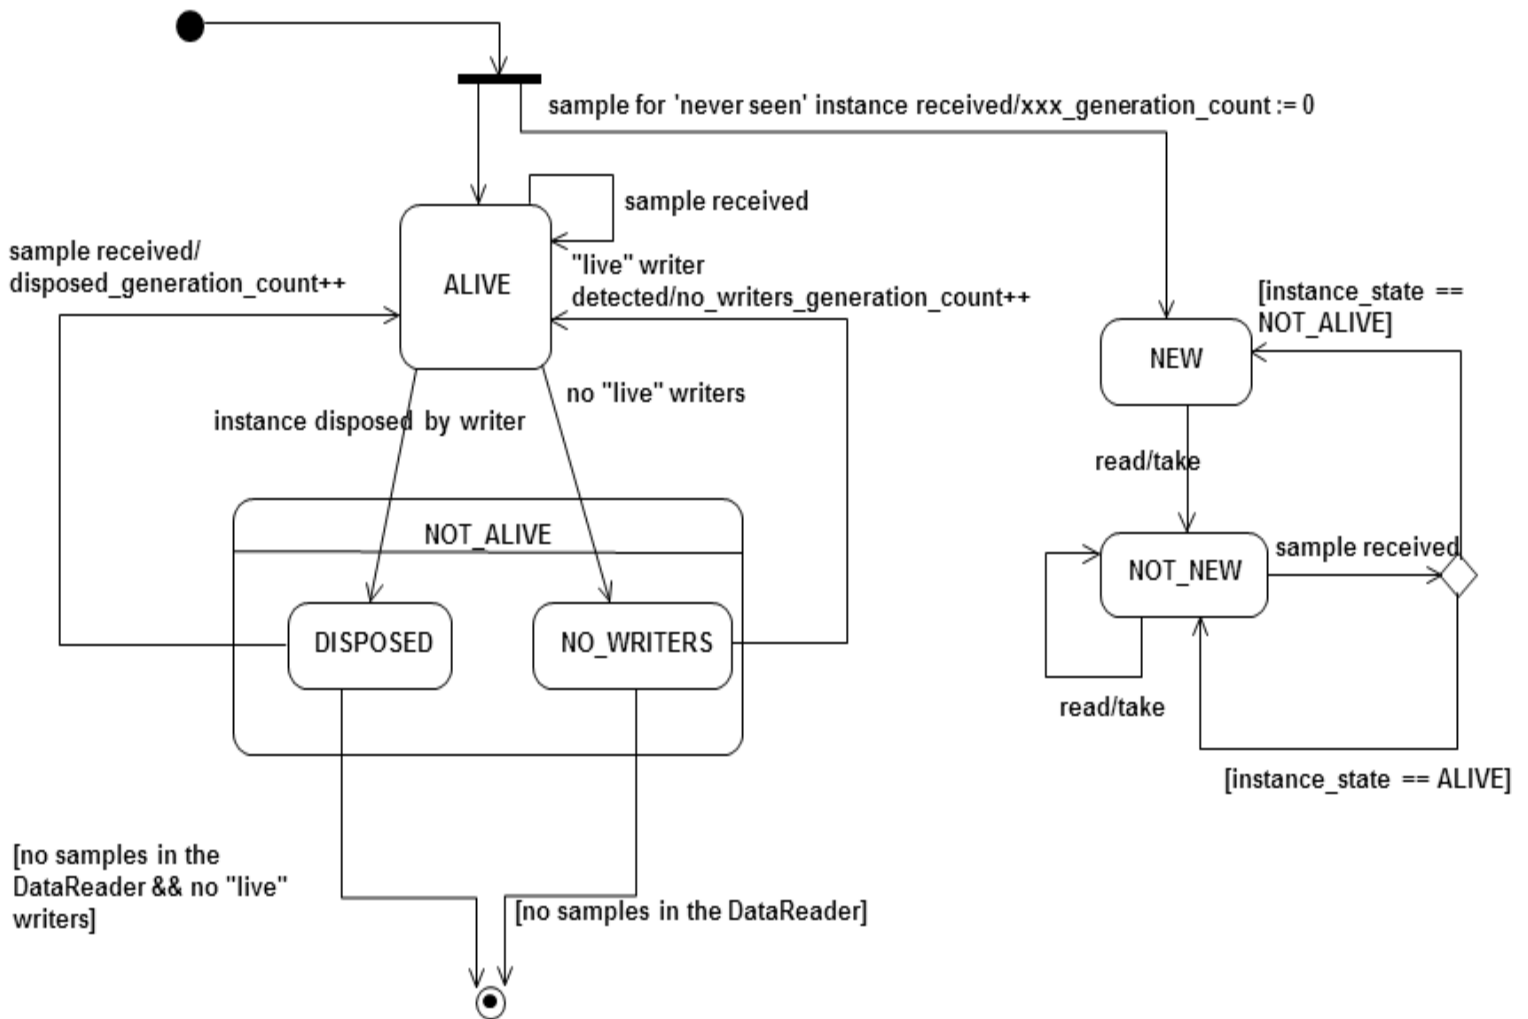 sample for 'never seen' instance received/xxx_generation_count := 0
sample received
sample received/
disposed_generation_count++
ALIVE
"live" writer
detected/no_writers_generation_count++
[instance_state ==
NOT_ALIVE]
NEW
no "live" writers
instance disposed by writer
read/take
NOT_ALIVE
sample received
NOT_NEW
DISPOSED
NO_WRITERS
read/take
[instance_state == ALIVE]
[no samples in the
DataReader && no "live"
writers]
[no samples in the DataReader]